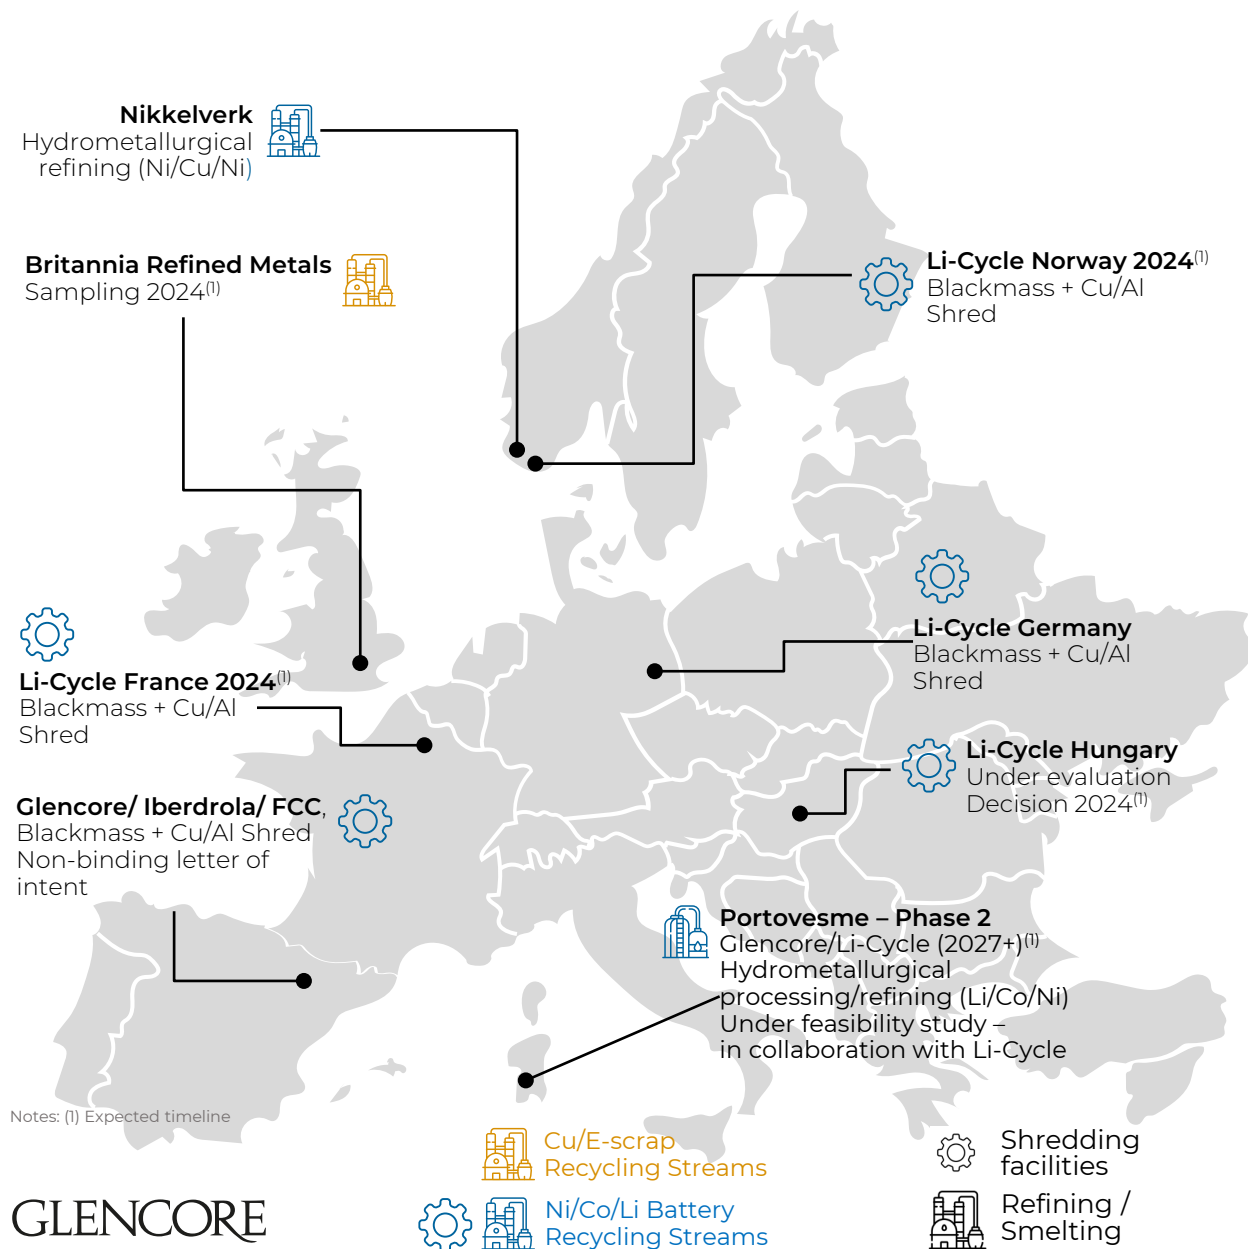 Nikkelverk
Hydrometallurgical
refining (Ni/Cu/Ni)
Britannia Refined Metals
Sampling 2024(1)
Li-Cycle Norway 2024(1)
Blackmass + Cu/Al
Shred
Li-Cycle Germany
Blackmass + Cu/Al
Shred
Li-Cycle France 2024(1)
Blackmass + Cu/Al
Shred
Li-Cycle Hungary
Under evaluation
Decision 2024(1)
Glencore/ Iberdrola/ FCC,
Blackmass + Cu/Al Shred
Non-binding letter of
intent
Portovesme – Phase 2
Glencore/Li-Cycle (2027+)(1)
Hydrometallurgical
processing/refining (Li/Co/Ni)
Under feasibility study –
in collaboration with Li-Cycle
Notes: (1) Expected timeline
Cu/E-scrap
Recycling Streams
Ni/Co/Li Battery
Recycling Streams
Shredding
facilities
Refining /
Smelting
GLENCORE